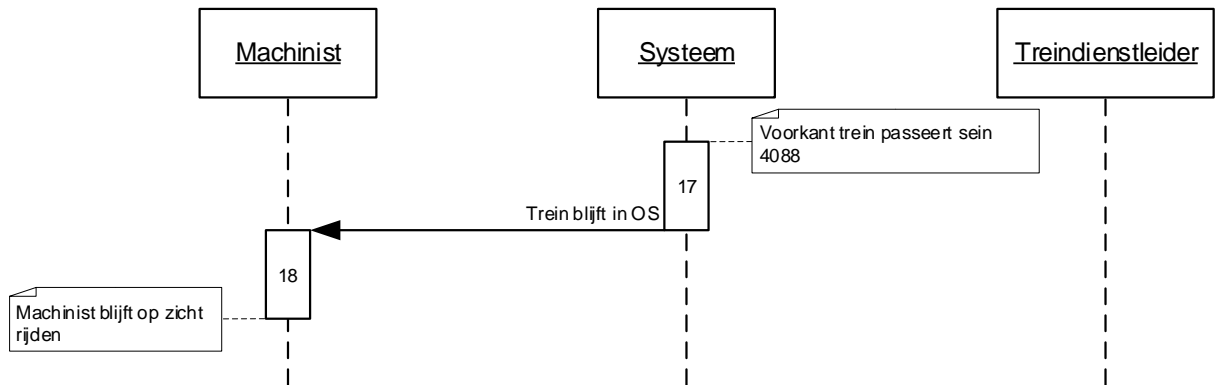 Machinist
Systeem
Treindienstleider
Voorkant trein passeert sein
4088
17
Trein blijft in OS
18
Machinist blijft op zicht
rijden